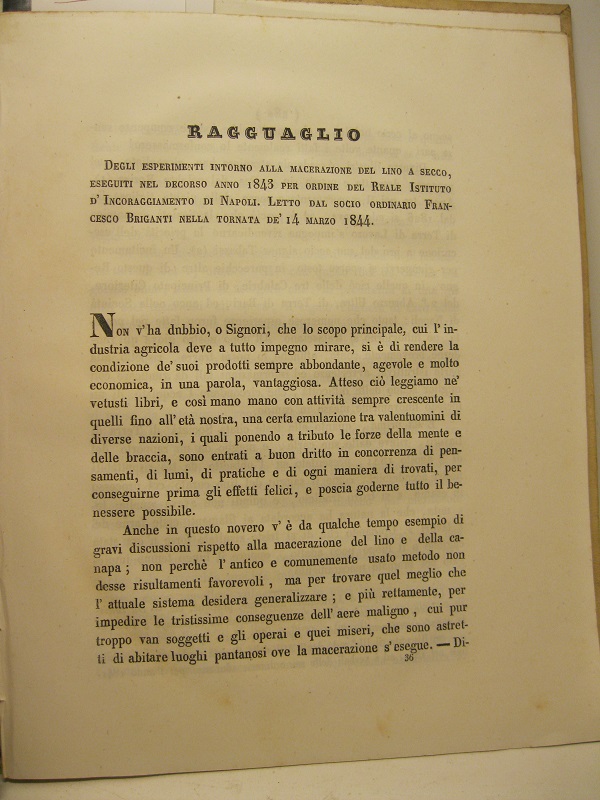 RAGGUAGLIO
DEGLI ESPERIMENTI INTORNO ALLA MACERAZIONE DEL LINO A SECCO,
ESEGUITI NEL DECORSO ANNO 1843 PER ORDINE DEL REALE ISTITUTO
D' INCORAGGIAMENTO DI NAPOLI. LETTO DAL SOCIO ORDINARIO FRAN-
CESCO BRIGANTI NELLA TORNATA DE' 14 MARZO 1844.
NON v' ha dnbbio, o Signori, che lo scopo principale, cui l' in-
dustria agricola deve a tutto impegno mirare, si è di rendere la
condizione de' suoi prodotti sempre abbondante, agevole e molto
economica, in una parola, vantaggiosa. Atteso ciò leggiamo ne'
vetusti libri, e così mano mano con attività sempre crescente in
quelli fino all' età nostra, una certa emulazione tra valentuomini di
diverse nazioni, i quali ponendo a tributo le forze della mente e
delle braccia, sono entrati a buon dritto in concorrenza di pen-
samenti, di lumi, di pratiche e di ogni maniera di trovati, per
conseguirne prima gli effetti felici, e poscia goderne tutto il be-
nessere possibile.
Anche in questo novero v' è da qualche tempo esempio di
gravi discussioni rispetto alla macerazione del lino e della ca-
napa; non perchè l' antico e comunemente usato metodo non
desse risultamenti favorevoli, ma per trovare quel meglio che
l' attuale sistema desidera generalizzare; e più rettamente, per
impedire le tristissime conseguenze dell' aere maligno, cui pur
troppo van soggetti e gli operai e quei miseri, che sono astret-
ti di abitare luoghi pantanosi ove la macerazione s' esegue. — Di-
36